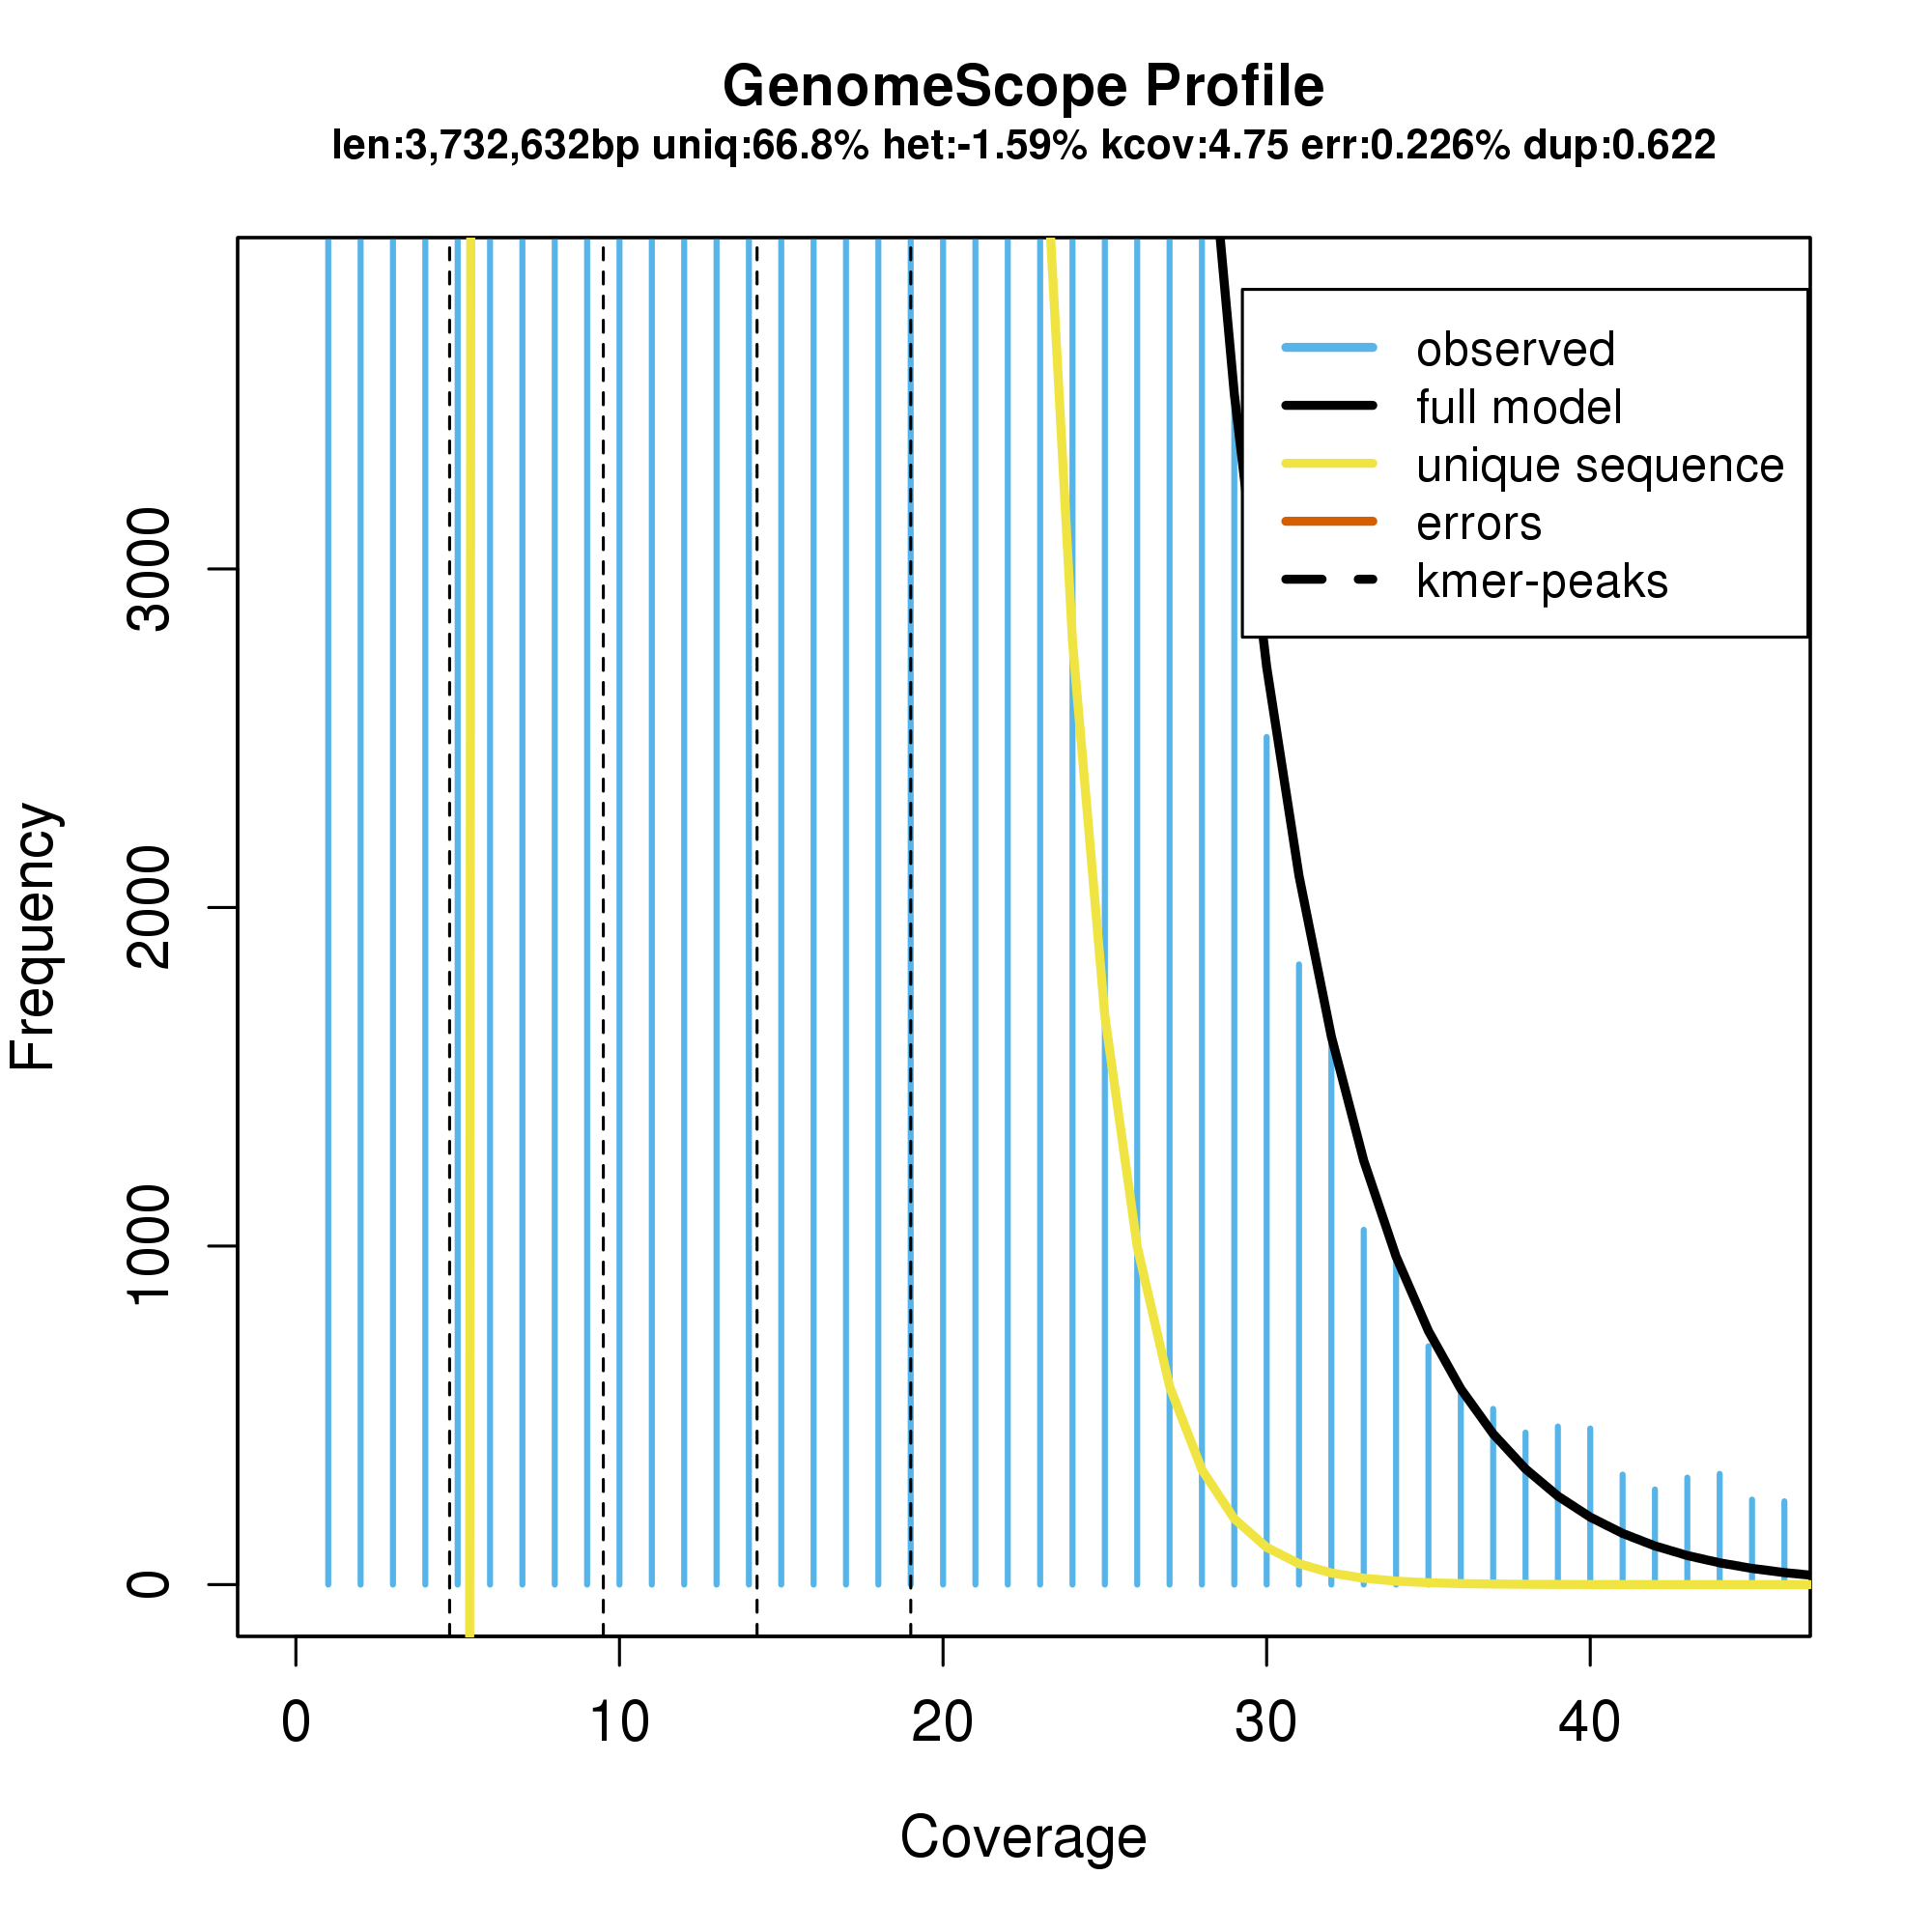 GenomeScope Profile
len:3,732,632bp uniq:66.8% het:-1.59% kcov:4.75 err:0.226% dup:0.622
observed
full model
unique sequence
errors
kmer-peaks
Frequency
3000
2000
1000
0
0 10 20 30 40
Coverage